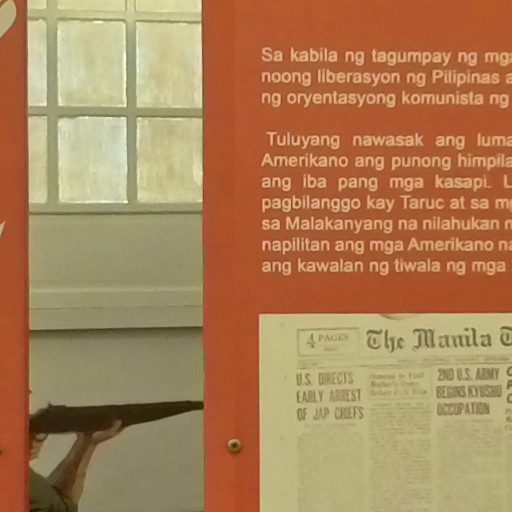 Sa kabila ng tagumpay ng mga
noong liberasyon ng Pilipinas
ng oryentasyong komunista ng
Tuluyang nawasak ang
Amerikano ang punong
ang iba pang mga kasapi.
pagbilanggo kay Taruc at sa
sa Malakanyang na nilahukan
napilitan ang mga Amerikano
ang kawalan ng tiwala ng mga
4 PAGES
The Manila
U.S. DIRECTS
EARLY ARREST
OF JAP CHIEFS
2ND U.S. ARMY
BEGINS KYUSHU
OCCUPATION